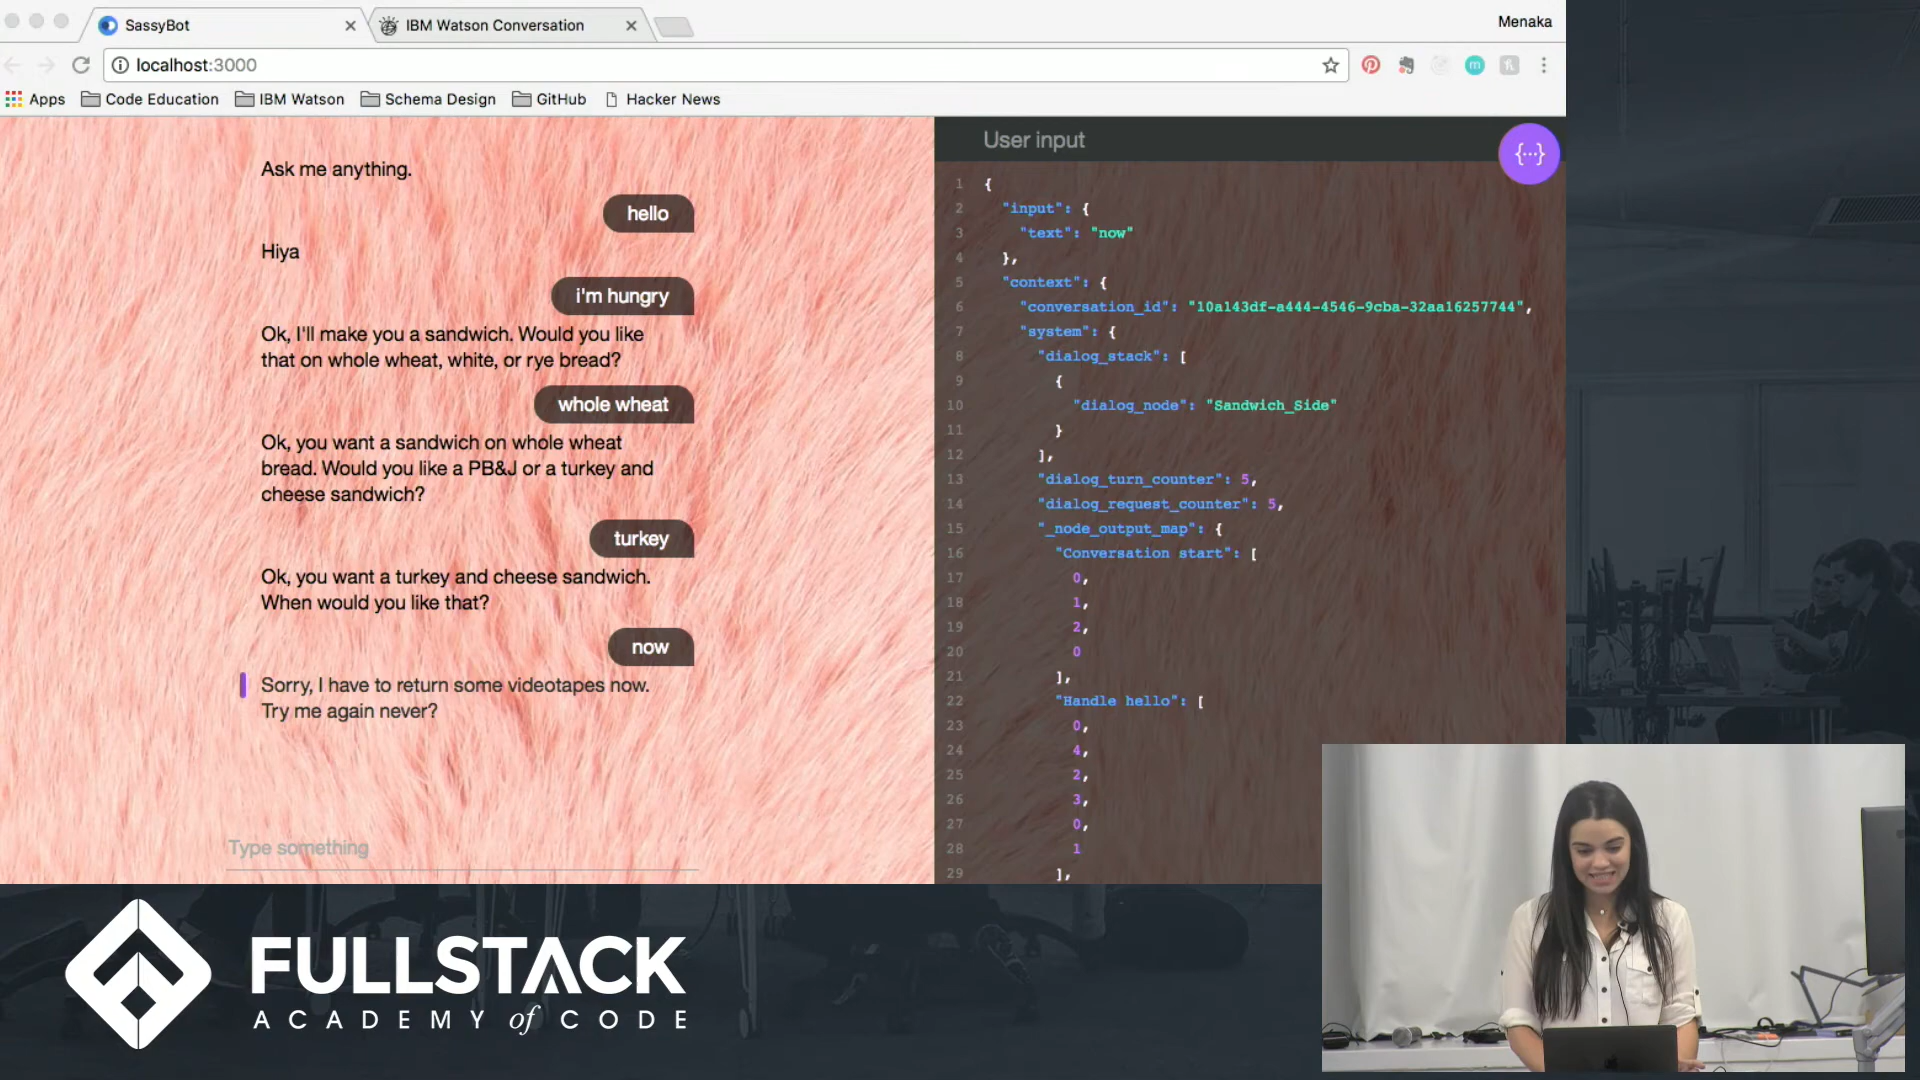 SassyBot
IBM Watson Conversation
Menaka
localhost:3000
Apps
Code Education
IBM Watson
Schema Design
GitHub
Hacker News
Ask me anything.
hello
Hiya
i'm hungry
Ok, I'll make you a sandwich. Would you like
that on whole wheat, white, or rye bread?
whole wheat
Ok, you want a sandwich on whole wheat
bread. Would you like a PB&J or a turkey and
cheese sandwich?
turkey
Ok, you want a turkey and cheese sandwich.
When would you like that?
now
Sorry, I have to return some videotapes now.
Try me again never?
Type something
User input
{···}
1 {
2 "input": {
3 "text": "now"
4 },
5 "context": {
6 "conversation_id": "10a143df-a444-4546-9cba-32aa16257744",
7 "system": {
8 "dialog_stack": [
9 {
10 "dialog_node": "Sandwich_Side"
11 }
12 ],
13 "dialog_turn_counter": 5,
14 "dialog_request_counter": 5,
15 "_node_output_map": {
16 "Conversation start": [
17 0,
18 1,
19 2,
20 0
21 ],
22 "Handle hello": [
23 0,
24 4,
25 2,
26 3,
27 0,
28 1
29 ],
FULLSTACK
ACADEMY of CODE